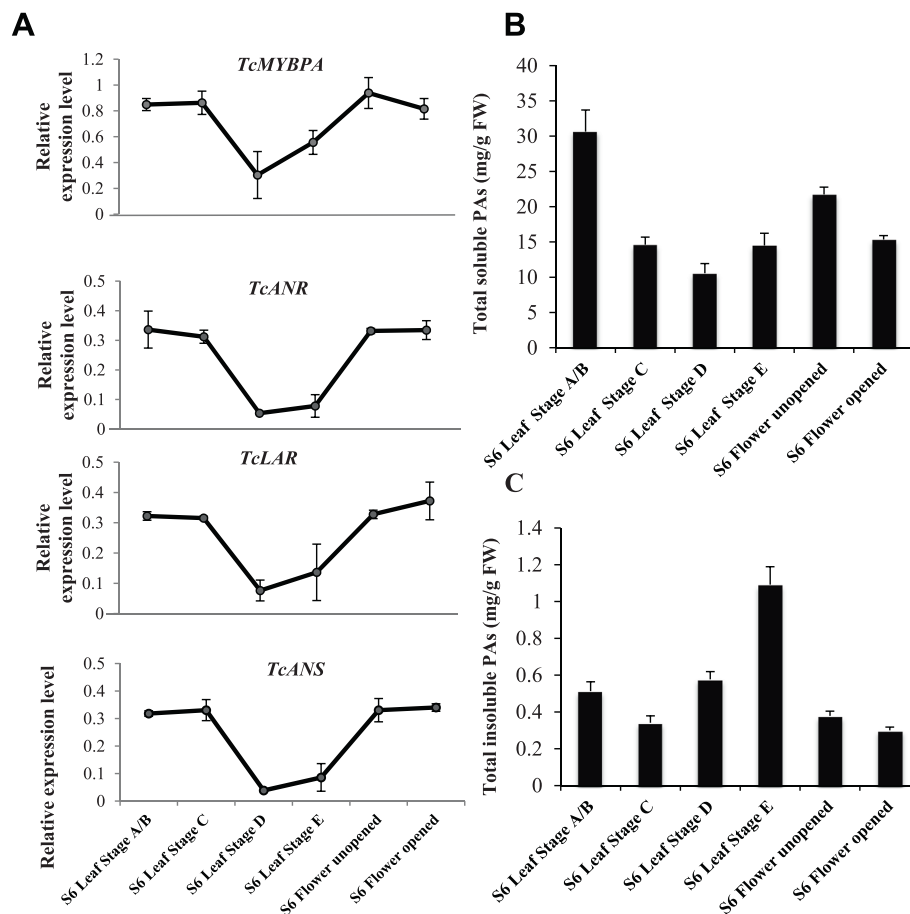 A
TcMYBPA
Relative
expression level
1.2
1
0.8
0.6
0.4
0.2
0
TcANR
Relative
expression level
0.5
0.4
0.3
0.2
0.1
0
TcLAR
Relative
expression level
0.5
0.4
0.3
0.2
0.1
0
TcANS
Relative expression level
0.5
0.4
0.3
0.2
0.1
0
S6 Leaf Stage A/B
S6 Leaf Stage C
S6 Leaf Stage D
S6 Leaf Stage E
S6 Flower unopened
S6 Flower opened
B
Total soluble PAs (mg/g FW)
40
35
30
25
20
15
10
5
0
S6 Leaf Stage A/B
S6 Leaf Stage C
S6 Leaf Stage D
S6 Leaf Stage E
S6 Flower unopened
S6 Flower opened
C
Total insoluble PAs (mg/g FW)
1.4
1.2
1
0.8
0.6
0.4
0.2
0
S6 Leaf Stage A/B
S6 Leaf Stage C
S6 Leaf Stage D
S6 Leaf Stage E
S6 Flower unopened
S6 Flower opened